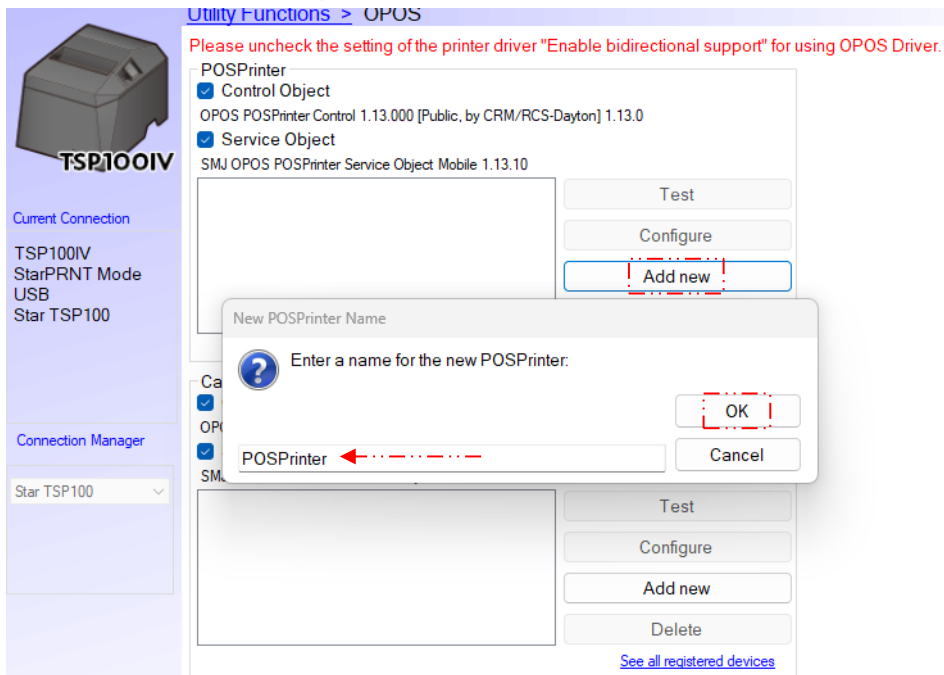 Utility Functions > OPOS
Please uncheck the setting of the printer driver "Enable bidirectional support" for using OPOS Driver.
POSPrinter
Control Object
OPOS POSPrinter Control 1.13.000 [Public, by CRM/RCS-Dayton] 1.13.0
Service Object
SMJ OPOS POSPrinter Service Object Mobile 1.13.10
TSP100IV
Test
Current Connection
Configure
TSP100IV
StarPRNT Mode
USB
Star TSP100
Add new
New POSPrinter Name
Enter a name for the new POSPrinter:
OK
Cancel
POSPrinter
Ca
OP
SM
Connection Manager
Star TSP100
Test
Configure
Add new
Delete
See all registered devices